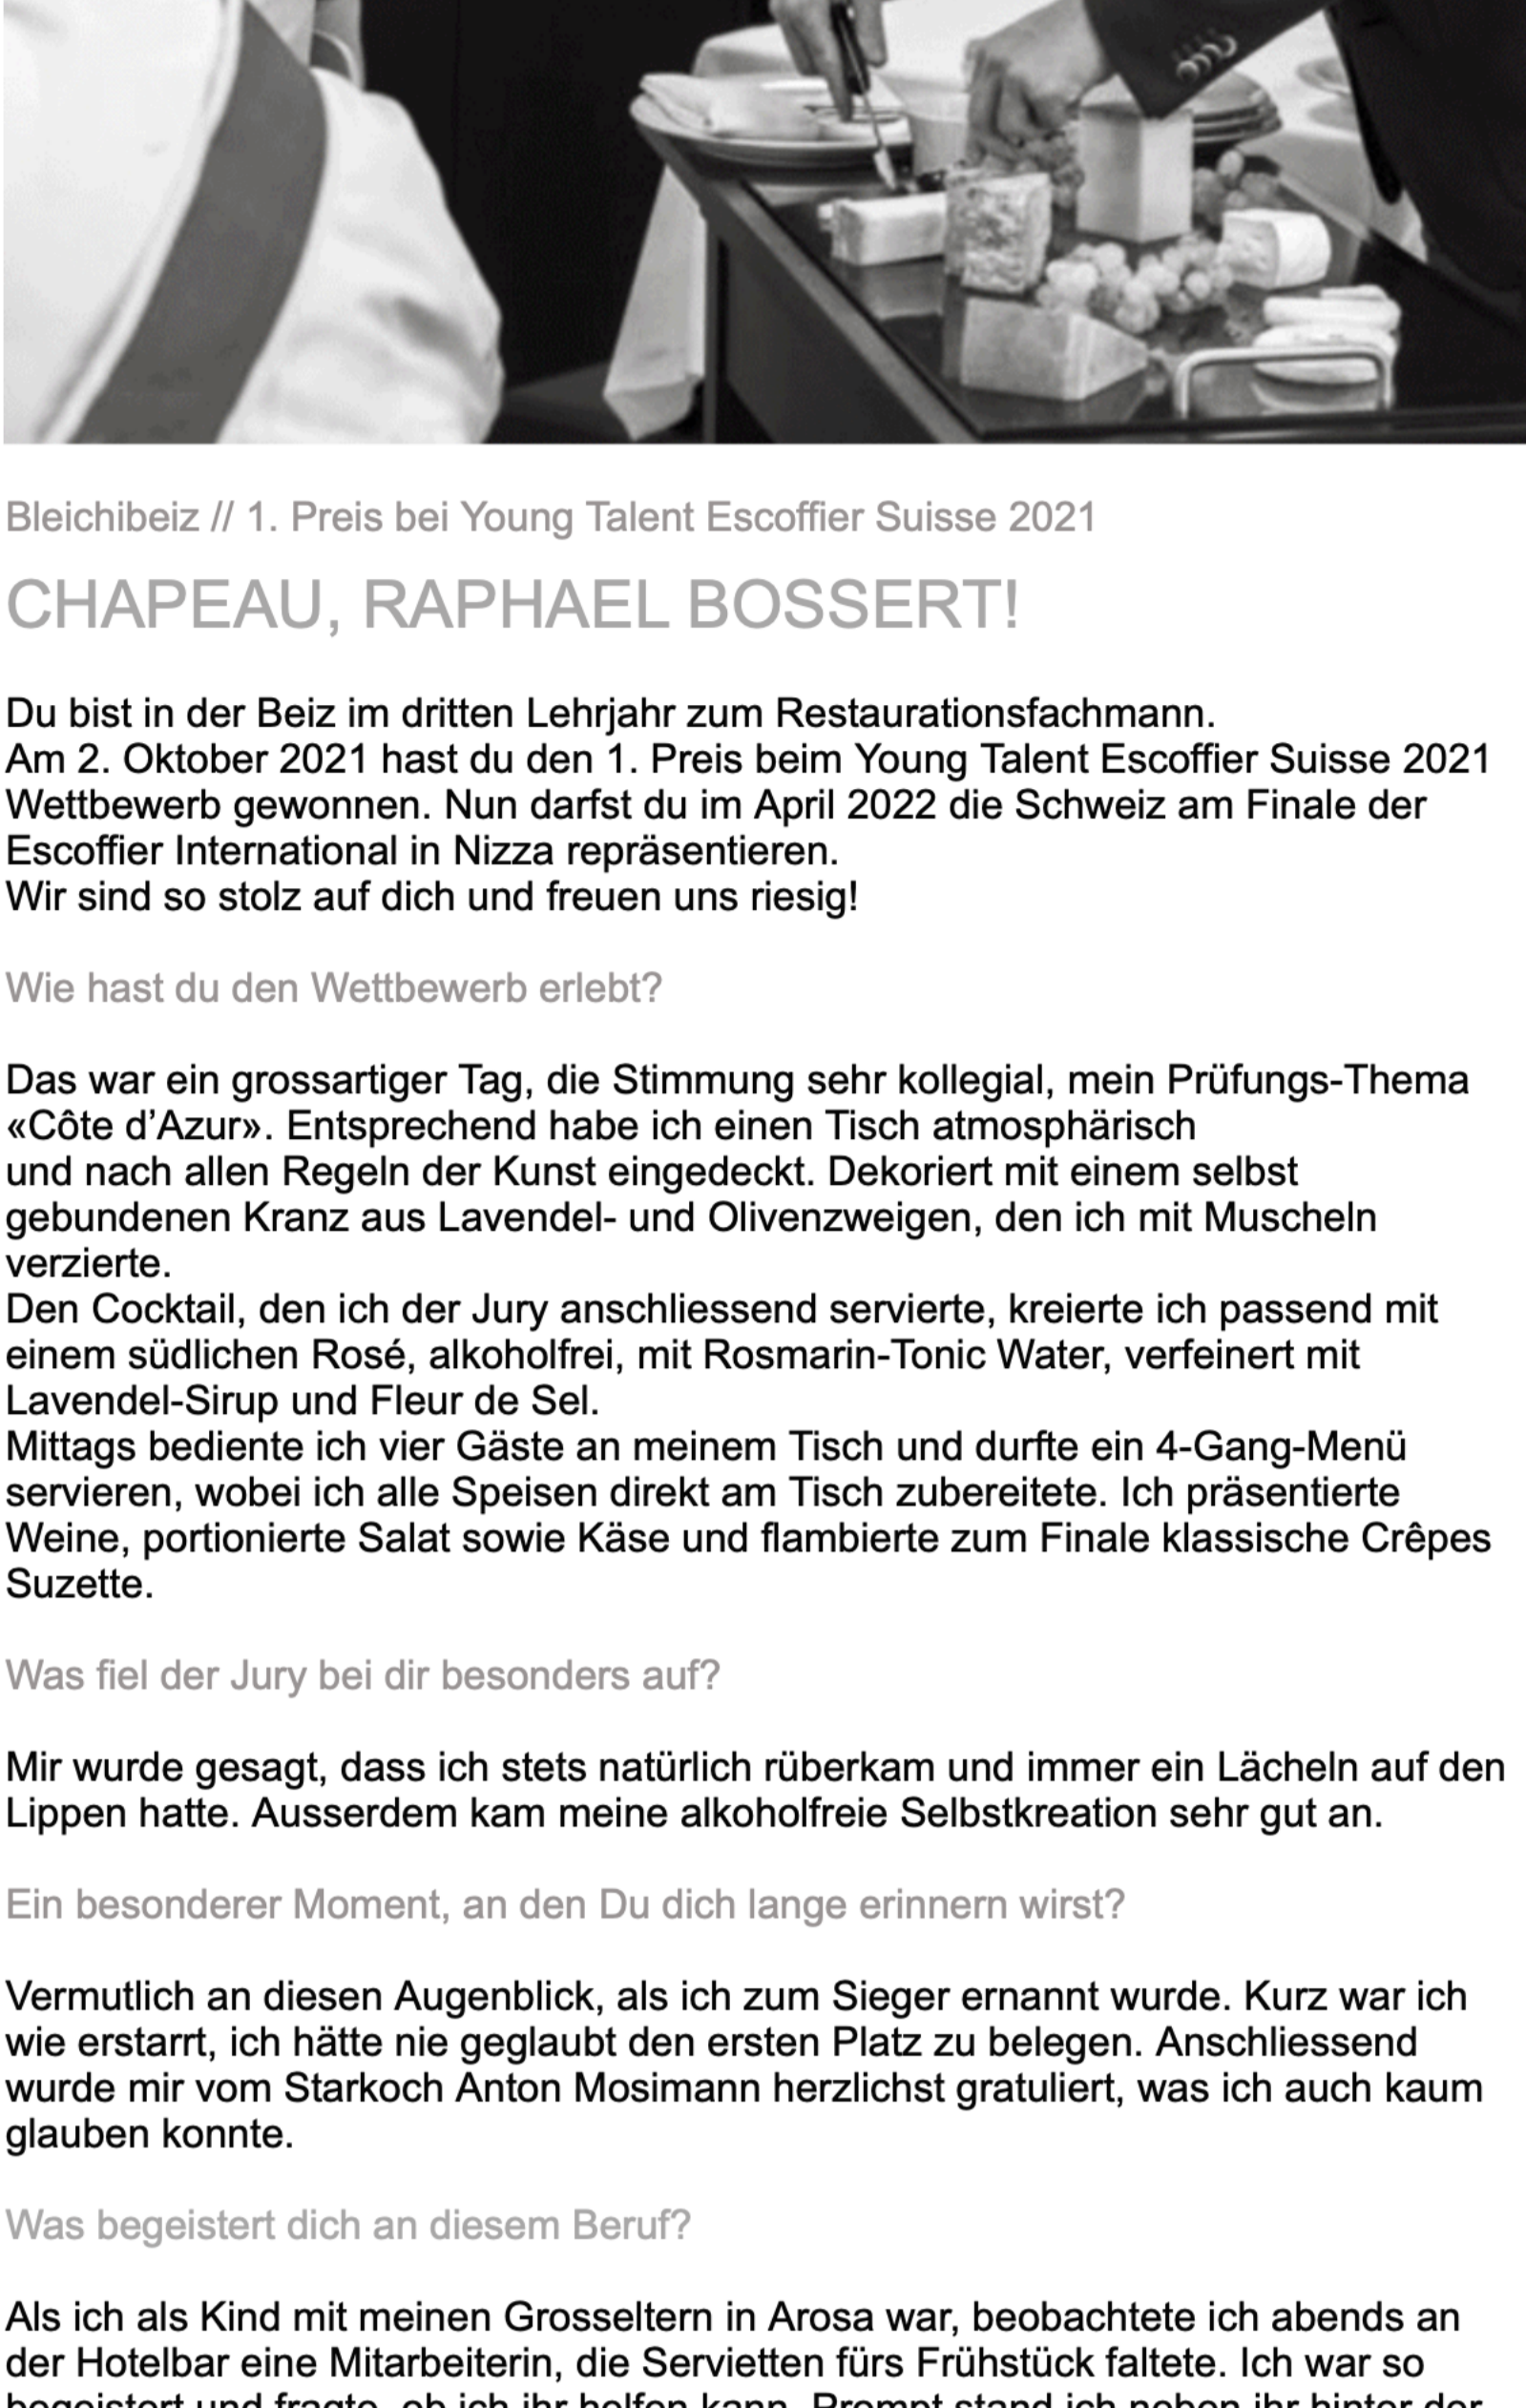 Bleichibeiz // 1. Preis bei Young Talent Escoffier Suisse 2021
CHAPEAU, RAPHAEL BOSSERT!
Du bist in der Beiz im dritten Lehrjahr zum Restaurationsfachmann.
Am 2. Oktober 2021 hast du den 1. Preis beim Young Talent Escoffier Suisse 2021
Wettbewerb gewonnen. Nun darfst du im April 2022 die Schweiz am Finale der
Escoffier International in Nizza repräsentieren.
Wir sind so stolz auf dich und freuen uns riesig!
Wie hast du den Wettbewerb erlebt?
Das war ein grossartiger Tag, die Stimmung sehr kollegial, mein Prüfungs-Thema
«Côte d’Azur». Entsprechend habe ich einen Tisch atmosphärisch
und nach allen Regeln der Kunst eingedeckt. Dekoriert mit einem selbst
gebundenen Kranz aus Lavendel- und Olivenzweigen, den ich mit Muscheln
verzierte.
Den Cocktail, den ich der Jury anschliessend servierte, kreierte ich passend mit
einem südlichen Rosé, alkoholfrei, mit Rosmarin-Tonic Water, verfeinert mit
Lavendel-Sirup und Fleur de Sel.
Mittags bediente ich vier Gäste an meinem Tisch und durfte ein 4-Gang-Menü
servieren, wobei ich alle Speisen direkt am Tisch zubereitete. Ich präsentierte
Weine, portionierte Salat sowie Käse und flambierte zum Finale klassische Crêpes
Suzette.
Was fiel der Jury bei dir besonders auf?
Mir wurde gesagt, dass ich stets natürlich rüberkam und immer ein Lächeln auf den
Lippen hatte. Ausserdem kam meine alkoholfreie Selbstkreation sehr gut an.
Ein besonderer Moment, an den Du dich lange erinnern wirst?
Vermutlich an diesen Augenblick, als ich zum Sieger ernannt wurde. Kurz war ich
wie erstarrt, ich hätte nie geglaubt den ersten Platz zu belegen. Anschliessend
wurde mir vom Starkoch Anton Mosimann herzlichst gratuliert, was ich auch kaum
glauben konnte.
Was begeistert dich an diesem Beruf?
Als ich als Kind mit meinen Grosseltern in Arosa war, beobachtete ich abends an
der Hotelbar eine Mitarbeiterin, die Servietten fürs Frühstück faltete. Ich war so
begeistert und fragte, ob ich ihr helfen kann. Prompt stand ich neben ihr hinter der